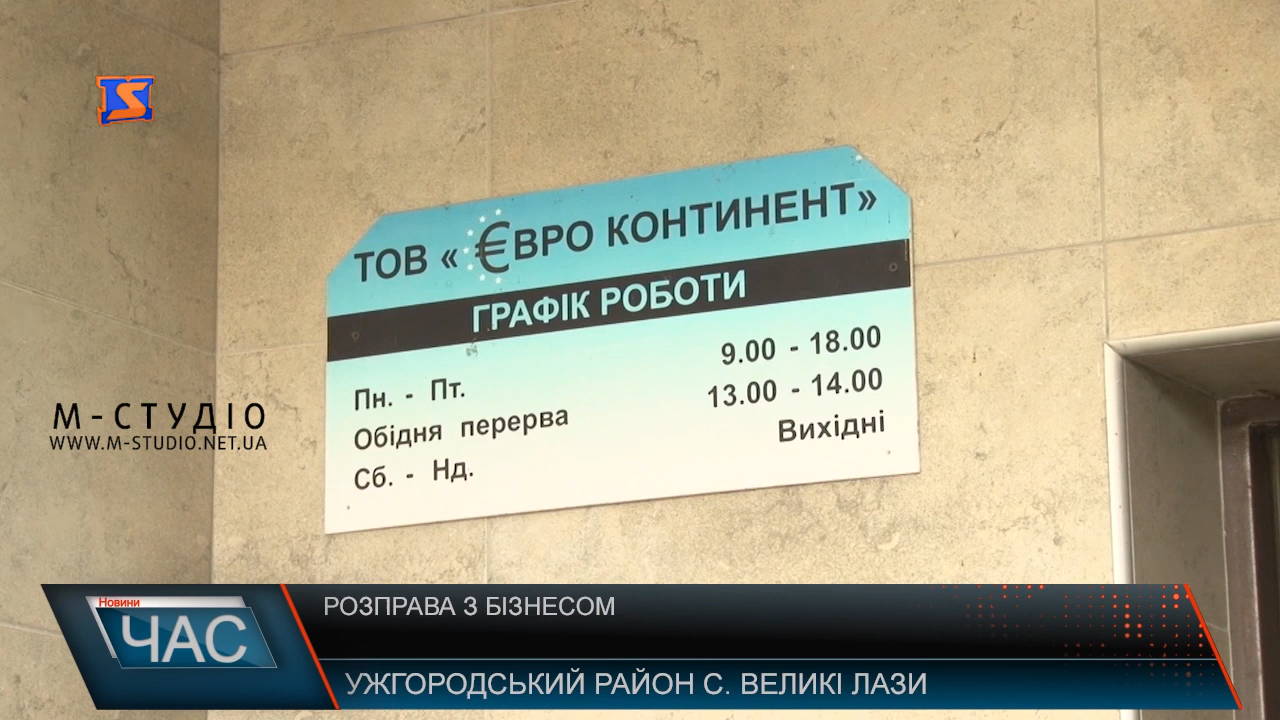 ТОВ « ЄВРО КОНТИНЕНТ»
ГРАФІК РОБОТИ
Пн. - Пт. 9.00 - 18.00
Обідня перерва 13.00 - 14.00
Сб. - Нд. Вихідні
М-СТУДІО
WWW.M-STUDIO.NET.UA
Новини
ЧАС
РОЗПРАВА З БІЗНЕСОМ
УЖГОРОДСЬКИЙ РАЙОН С. ВЕЛИКІ ЛАЗИ